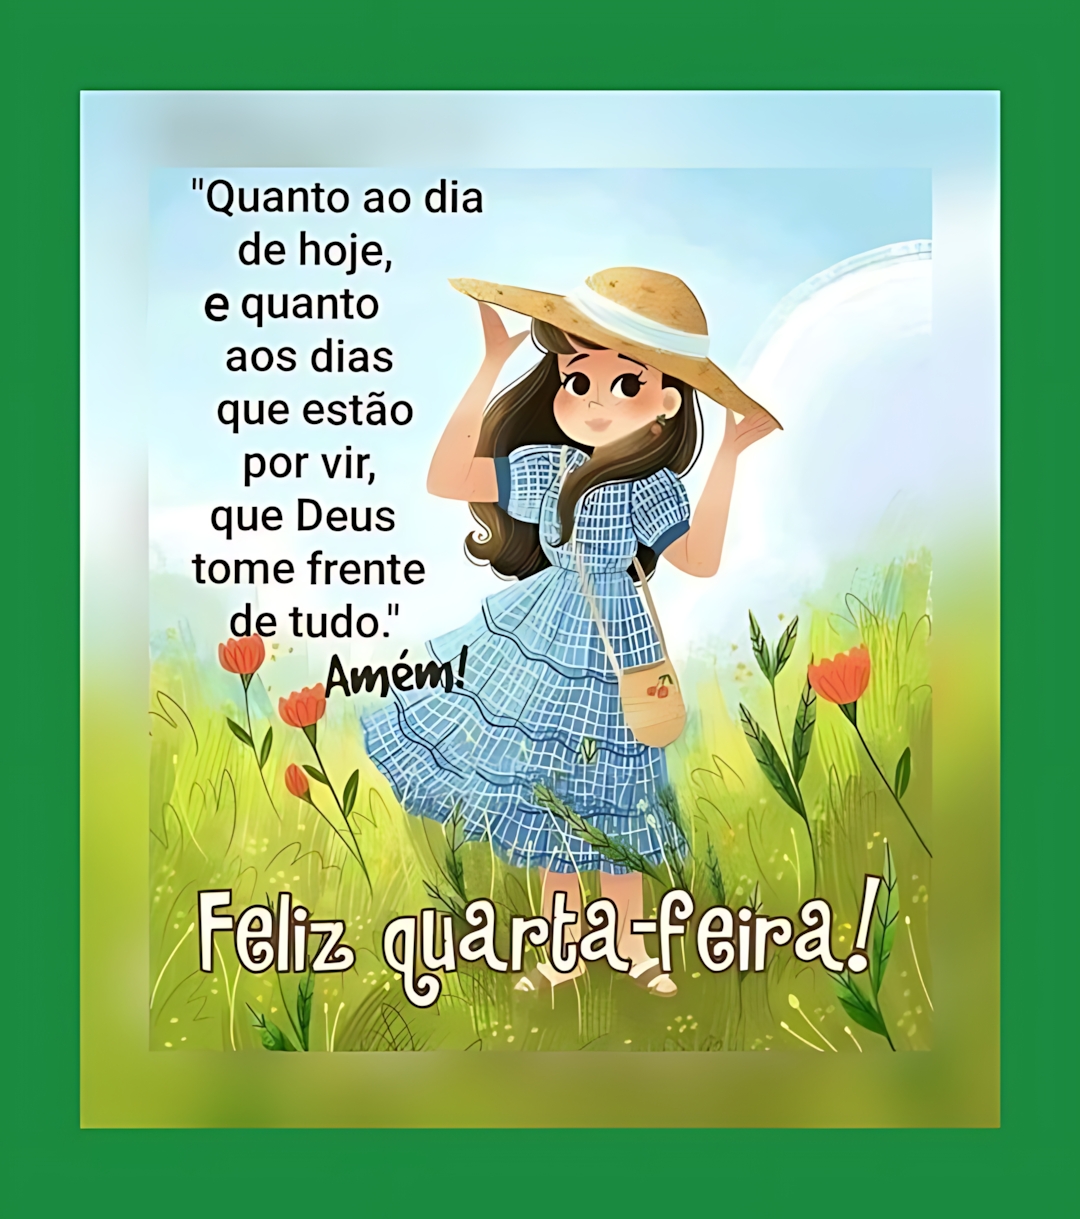 "Quanto ao dia
de hoje,
e quanto
aos dias
que estão
por vir,
que Deus
tome frente
de tudo."
Amém!
Feliz quarta-feira!